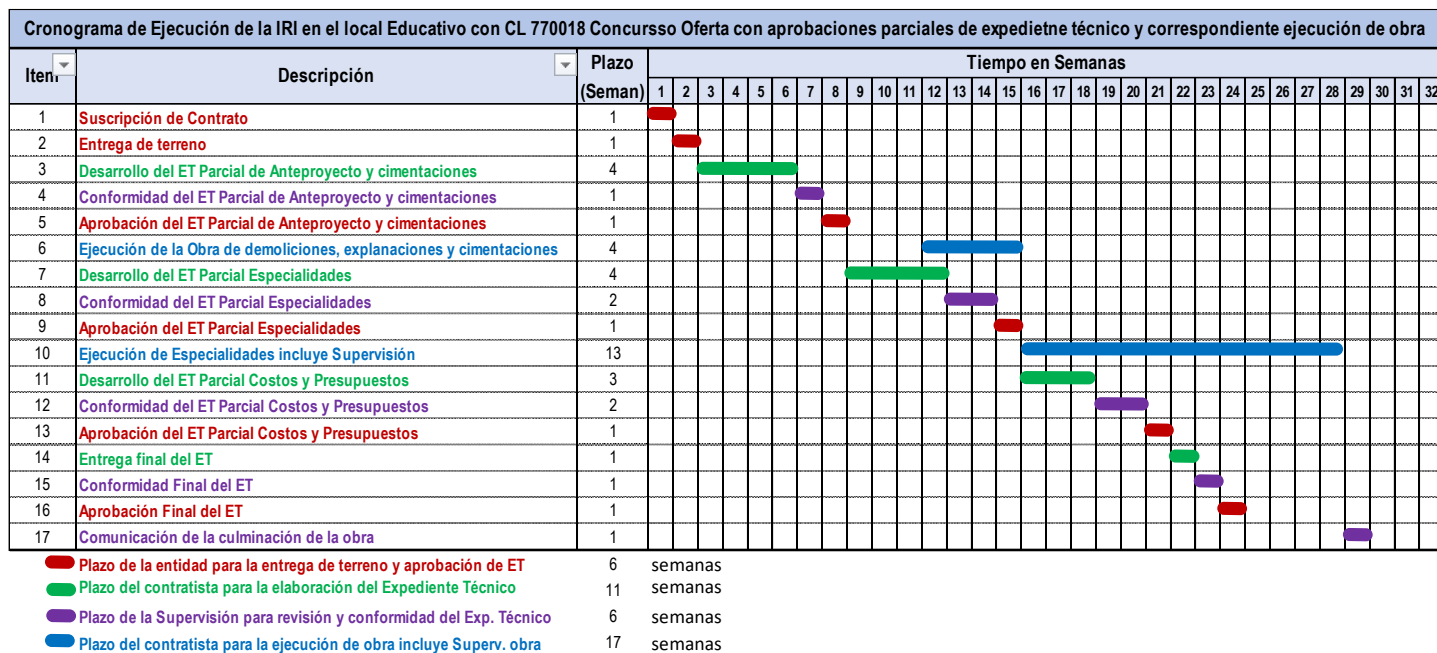 Cronograma de Ejecución de la IRI en el local Educativo con CL 770018 Concursso Oferta con aprobaciones parciales de expedietne técnico y correspondiente ejecución de obra
Item Descripción Plazo (Seman) Tiempo en Semanas
1 2 3 4 5 6 7 8 9 10 11 12 13 14 15 16 17 18 19 20 21 22 23 24 25 26 27 28 29 30 31 32
1 Suscripción de Contrato 1
2 Entrega de terreno 1
3 Desarrollo del ET Parcial de Anteproyecto y cimentaciones 4
4 Conformidad del ET Parcial de Anteproyecto y cimentaciones 1
5 Aprobación del ET Parcial de Anteproyecto y cimentaciones 1
6 Ejecución de la Obra de demoliciones, explanaciones y cimentaciones 4
7 Desarrollo del ET Parcial Especialidades 4
8 Conformidad del ET Parcial Especialidades 2
9 Aprobación del ET Parcial Especialidades 1
10 Ejecución de Especialidades incluye Supervisión 13
11 Desarrollo del ET Parcial Costos y Presupuestos 3
12 Conformidad del ET Parcial Costos y Presupuestos 2
13 Aprobación del ET Parcial Costos y Presupuestos 1
14 Entrega final del ET 1
15 Conformidad Final del ET 1
16 Aprobación Final del ET 1
17 Comunicación de la culminación de la obra 1
Plazo de la entidad para la entrega de terreno y aprobación de ET 6 semanas
Plazo del contratista para la elaboración del Expediente Técnico 11 semanas
Plazo de la Supervisión para revisión y conformidad del Exp. Técnico 6 semanas
Plazo del contratista para la ejecución de obra incluye Superv. obra 17 semanas